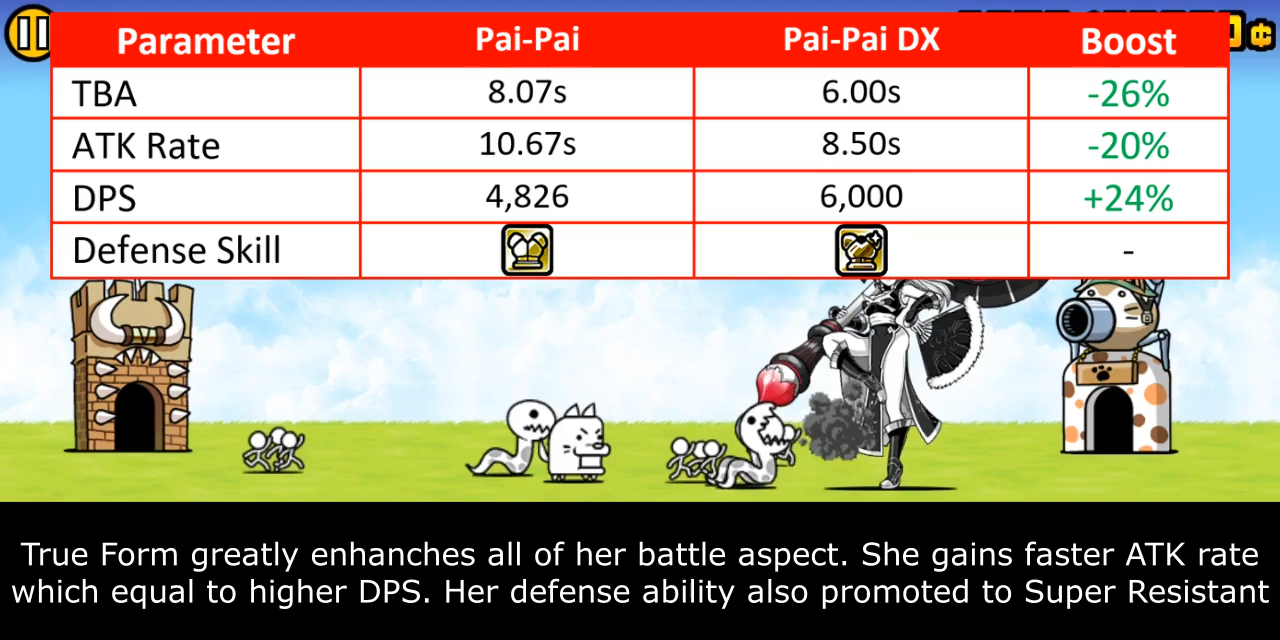 Parameter Pai-Pai Pai-Pai DX Boost
TBA 8.07s 6.00s -26%
ATK Rate 10.67s 8.50s -20%
DPS 4,826 6,000 +24%
Defense Skill -
True Form greatly enhanches all of her battle aspect. She gains faster ATK rate
which equal to higher DPS. Her defense ability also promoted to Super Resistant